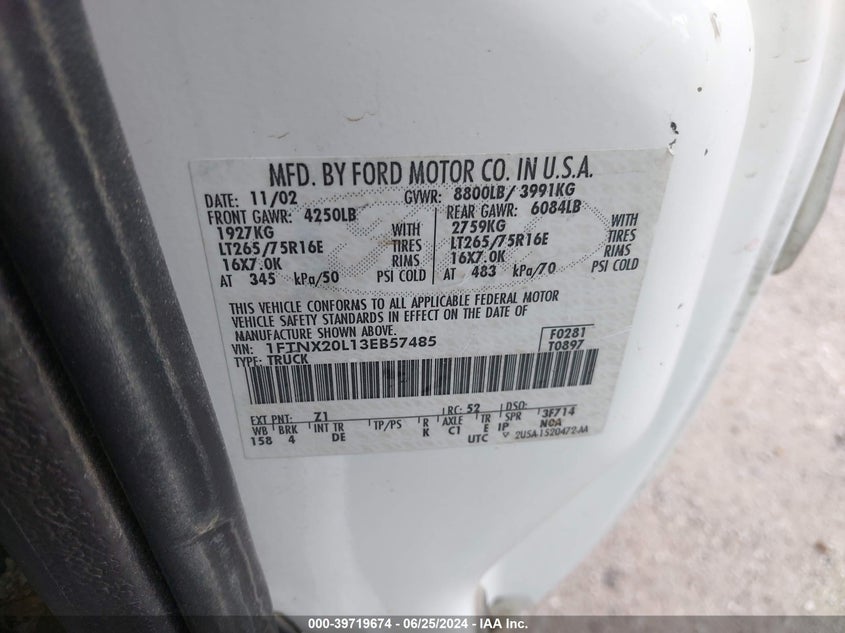 MFD. BY FORD MOTOR CO. IN U.S.A.
DATE: 11/02 GVWR: 8800LB/ 3991KG
FRONT GAWR: 4250LB REAR GAWR: 6084LB
1927KG WITH 2759KG WITH
LT265/75R16E TIRES LT265/75R16E TIRES
16X7.0K RIMS 16X7.0K RIMS
AT 345 kPa/50 PSI COLD AT 483 kPa/70 PSI COLD
THIS VEHICLE CONFORMS TO ALL APPLICABLE FEDERAL MOTOR
VEHICLE SAFETY STANDARDS IN EFFECT ON THE DATE OF
MANUFACTURE SHOWN ABOVE.
VIN: 1FTNX20L13EB57485 F0281
TYPE: TRUCK T0897
EXT PNT: Z1 RC: 52 DSO: 3F714
WB BRK INT TR TP/PS R AXLE TR SPR NCA
158 4 DE K C1 E IP
UTC ▽ 2USA-1520472-AA
000-39719674 / 06/25/2024 - IAA Inc.